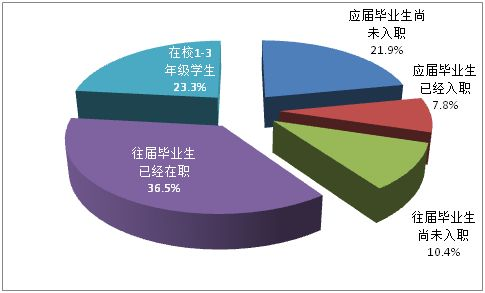 应届毕业生尚
未入职
21.9%
应届毕业生
已经入职
7.8%
往届毕业生
尚未入职
10.4%
往届毕业生
已经在职
36.5%
在校1-3
年级学生
23.3%